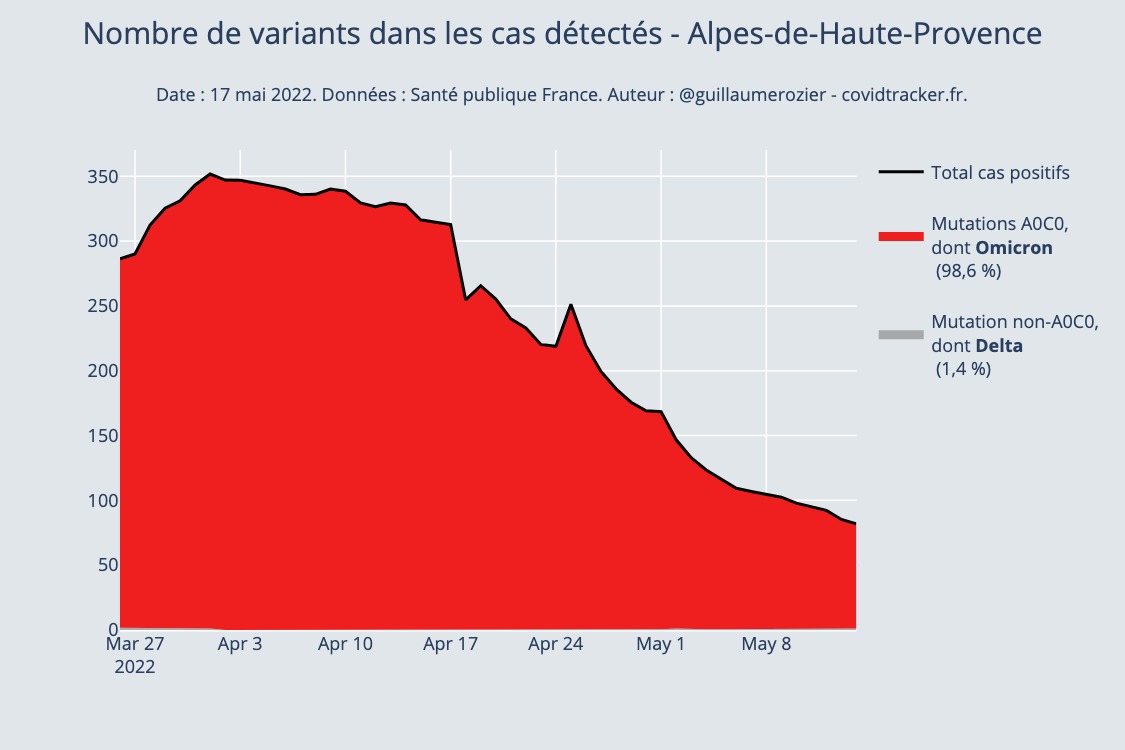 Nombre de variants dans les cas détectés - Alpes-de-Haute-Provence
Date : 17 mai 2022. Données : Santé publique France. Auteur : @guillaumerozier - covidtracker.fr.
350
300
250
200
150
100
50
0
Mar 27
2022
Apr 3
Apr 10
Apr 17
Apr 24
May 1
May 8
Total cas positifs
Mutations A0C0,
dont Omicron
(98,6 %)
Mutation non-A0C0,
dont Delta
(1,4 %)